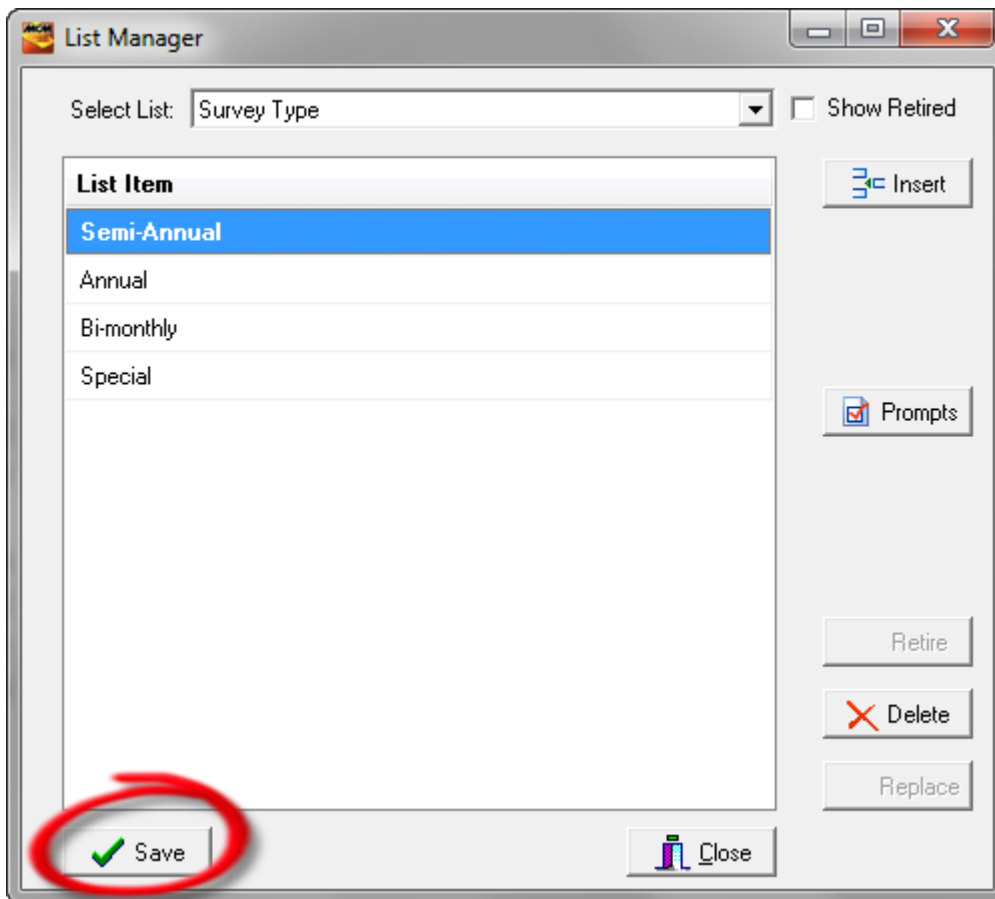 MCM
List Manager
Select List: Survey Type
Show Retired
List Item
Insert
Semi-Annual
Annual
Bi-monthly
Special
Prompts
Retire
Delete
Replace
Save
Close